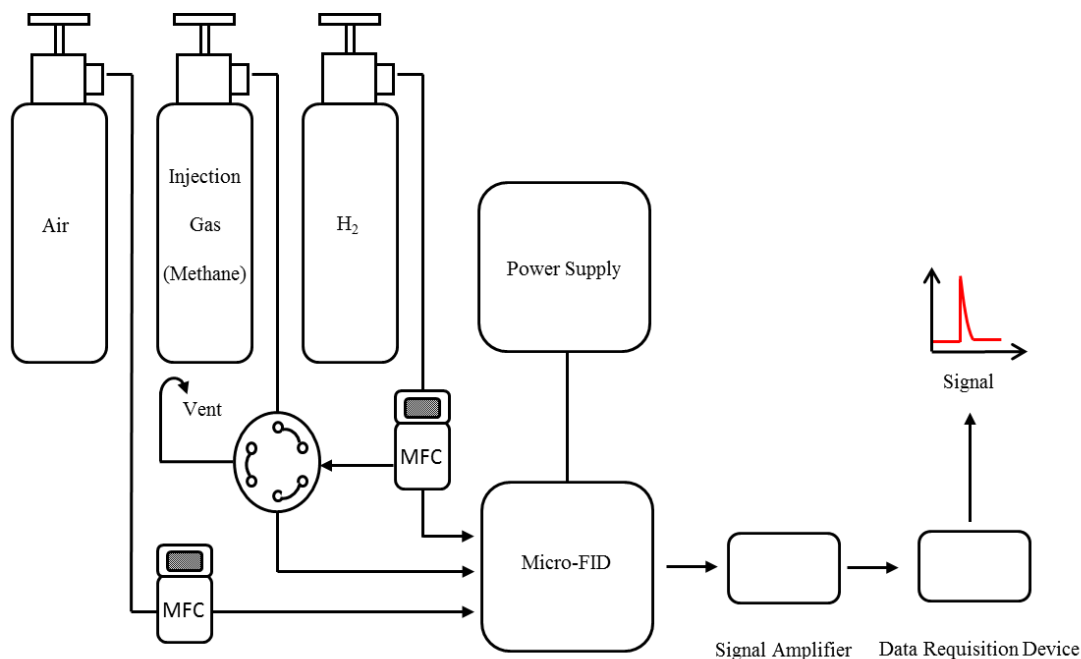 Air
Injection
Gas
(Methane)
H₂
Power Supply
Vent
MFC
Signal
Micro-FID
MFC
Signal Amplifier
Data Requisition Device